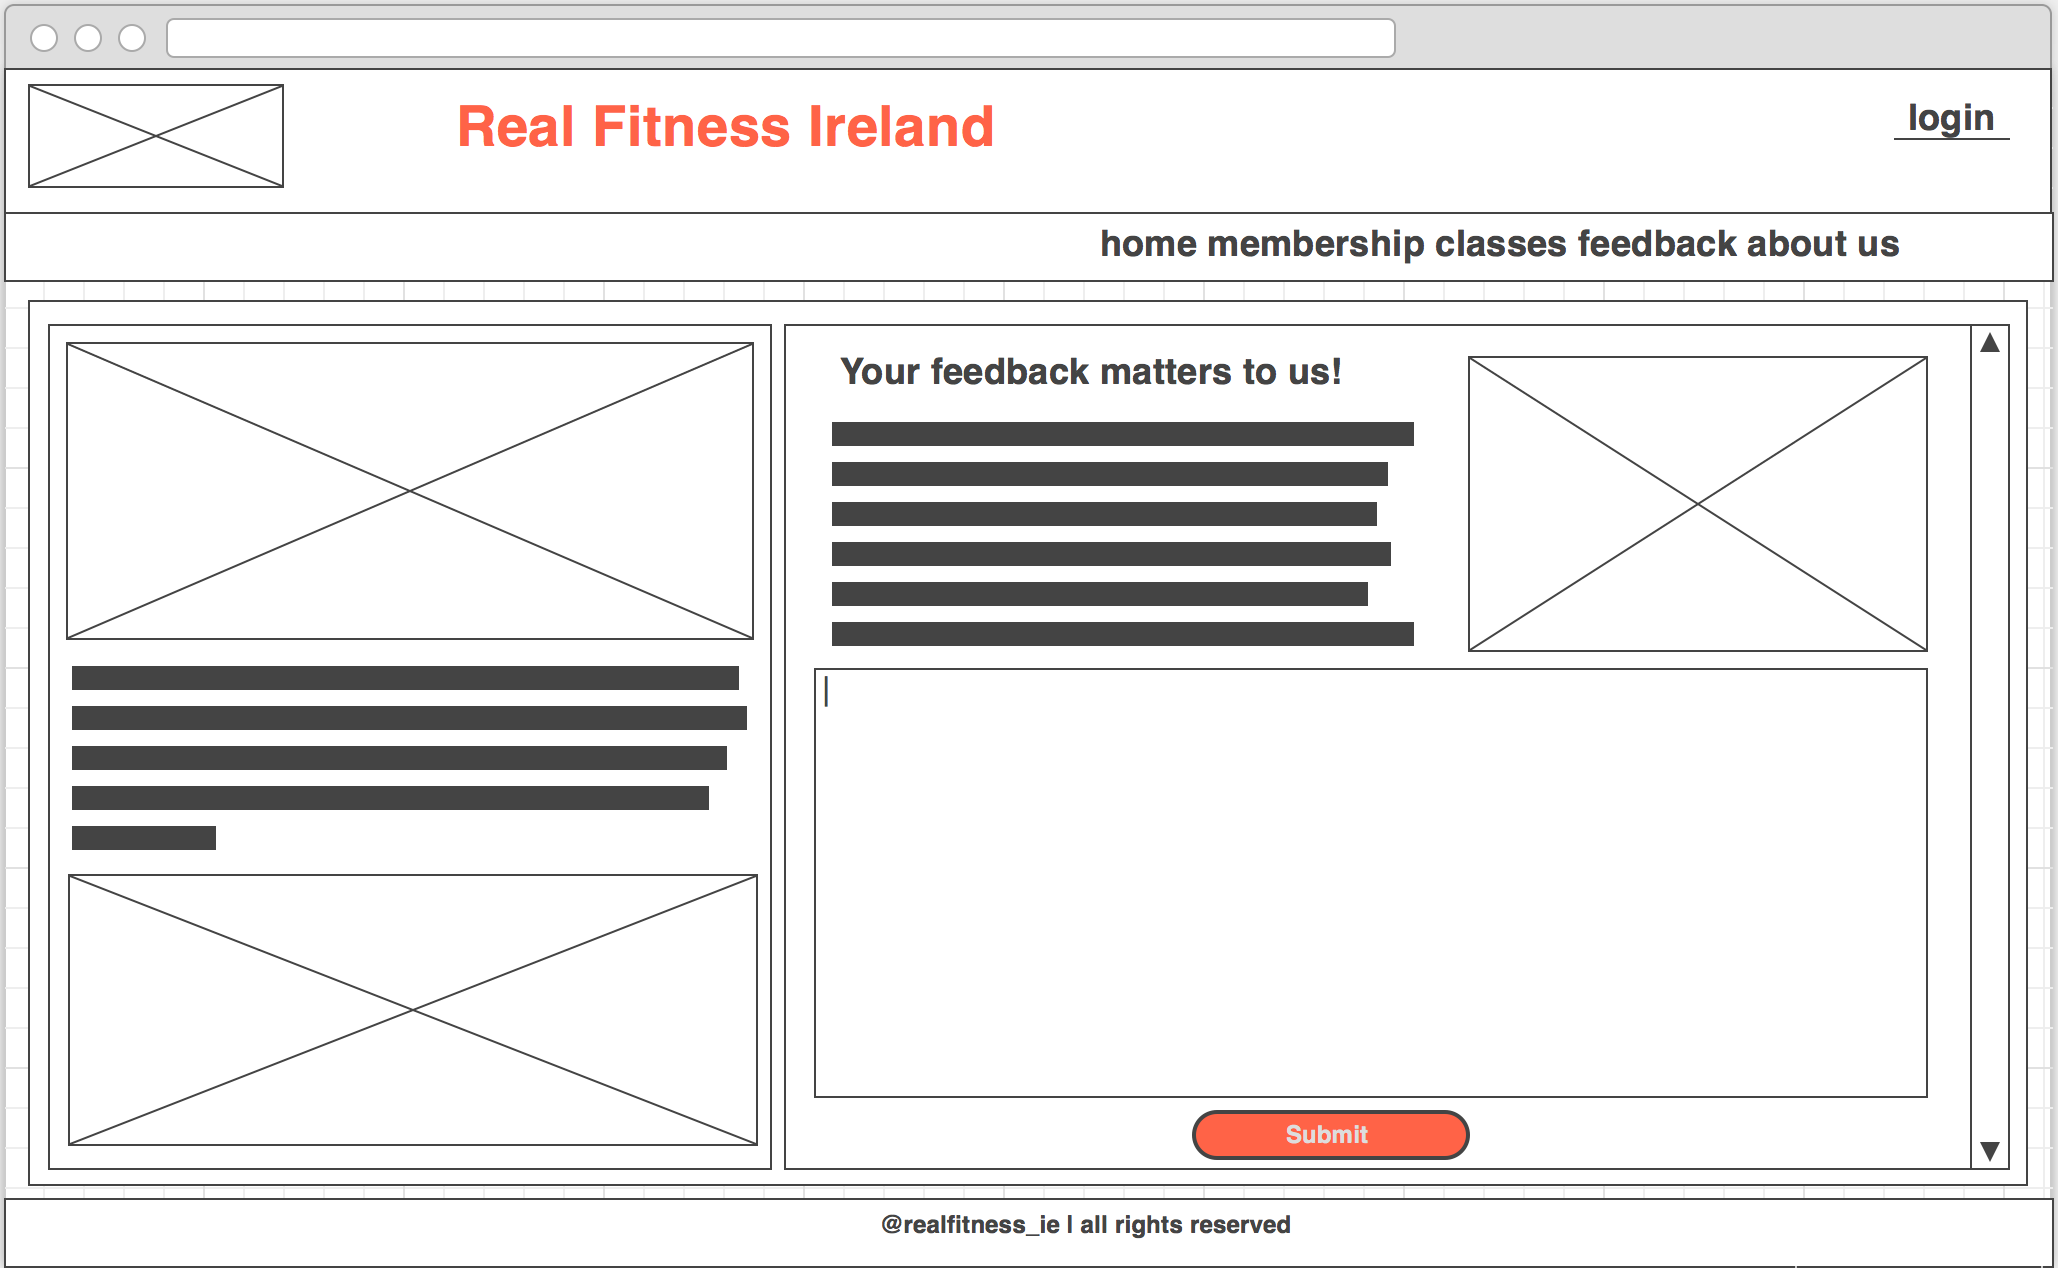 Real Fitness Ireland
login
home membership classes feedback about us
Your feedback matters to us!
Submit
@realfitness_ie | all rights reserved